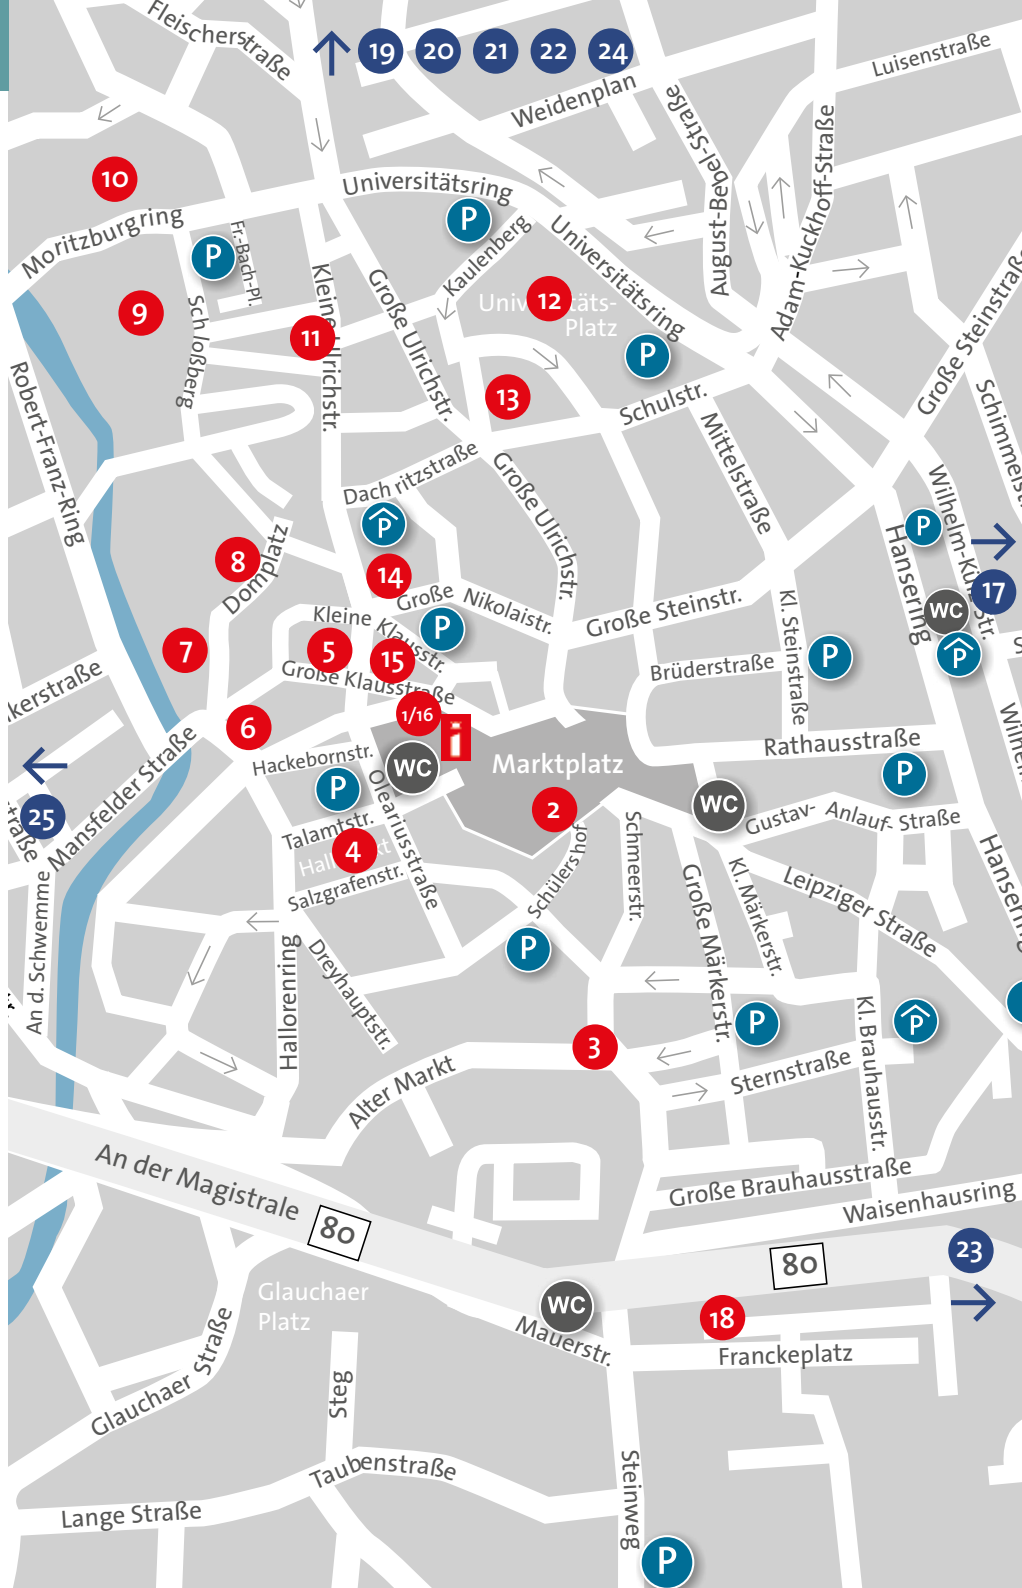 Fleischerstraße
19 20 21 22 24
Luisenstraße
Weidenplan
August-Bebel-Straße
Adam-Kuckhoff-Straße
10
Universitätsring
P
Moritzburgring
P
Fr.-Bach-Pl.
Kaulenberg
Universitätsring
12
Platz
9
Schloßberg
11
Kleine Ulrichstr.
Große Ulrichstr.
P
Große Steinstraß
Robert-Franz-Ring
13
Schulstr.
Mittelstraße
Schimmelst
Dachritzstraße
Große Ulrichstr.
P
P
Hansering
8
Domplatz
14
17
WC
Große Nikolaistr.
Große Steinstr.
Kl. Steinstraße
Kleine Klausstr.
P
7
5
15
Brüderstraße
P
P
kerstraße
Große Klausstraße
6
1/16
i
Hackebornstr.
WC
Marktplatz
Rathausstraße
P
P
25
traße
Mansfelder Straße
Oleariusstraße
2
WC
Gustav-Anlauf-Straße
Talamtstr.
4
Salzgrafenstr.
Schülershof
Schmeerstr.
Große Märkerstr.
Kl. Märkerstr.
Leipziger Straße
Hansering
An d. Schwemme
Hallorenring
Dreyhauptstr.
P
P
P
3
Kl. Brauhausstr.
Alter Markt
Sternstraße
An der Magistrale
80
Große Brauhausstraße
Waisenhausring
80
23
Glauchaer
Platz
WC
18
Mauerstr.
Franckeplatz
Glauchaer Straße
Steg
Taubenstraße
Steinweg
Lange Straße
P